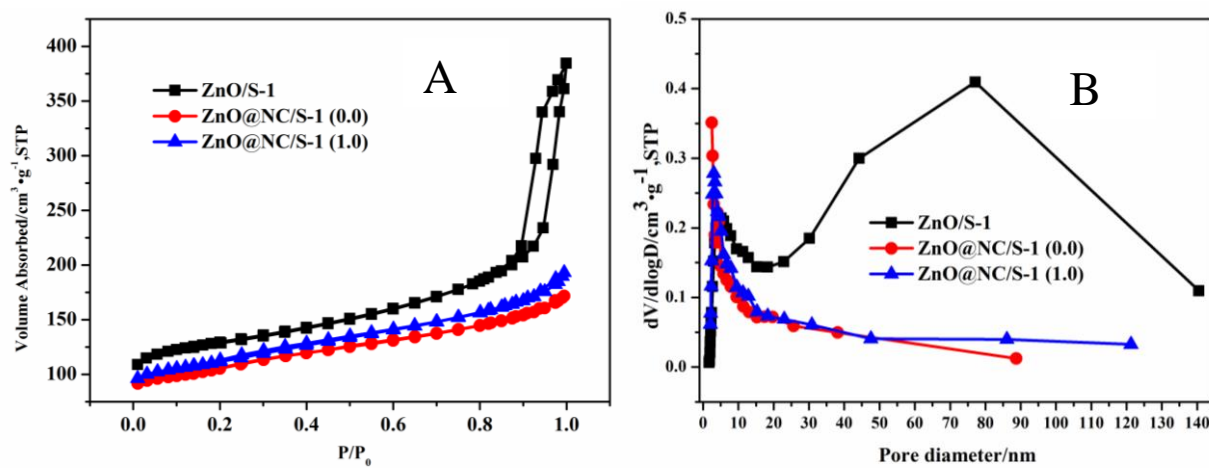 A
400
350
300
250
200
150
100
Volume Absorbed/cm³•g⁻¹,STP
ZnO/S-1
ZnO@NC/S-1 (0.0)
ZnO@NC/S-1 (1.0)
0.0 0.2 0.4 0.6 0.8 1.0
P/P₀
B
0.5
0.4
0.3
0.2
0.1
0.0
dV/dlogD/cm³•g⁻¹,STP
ZnO/S-1
ZnO@NC/S-1 (0.0)
ZnO@NC/S-1 (1.0)
0 10 20 30 40 50 60 70 80 90 100 110 120 130 140
Pore diameter/nm